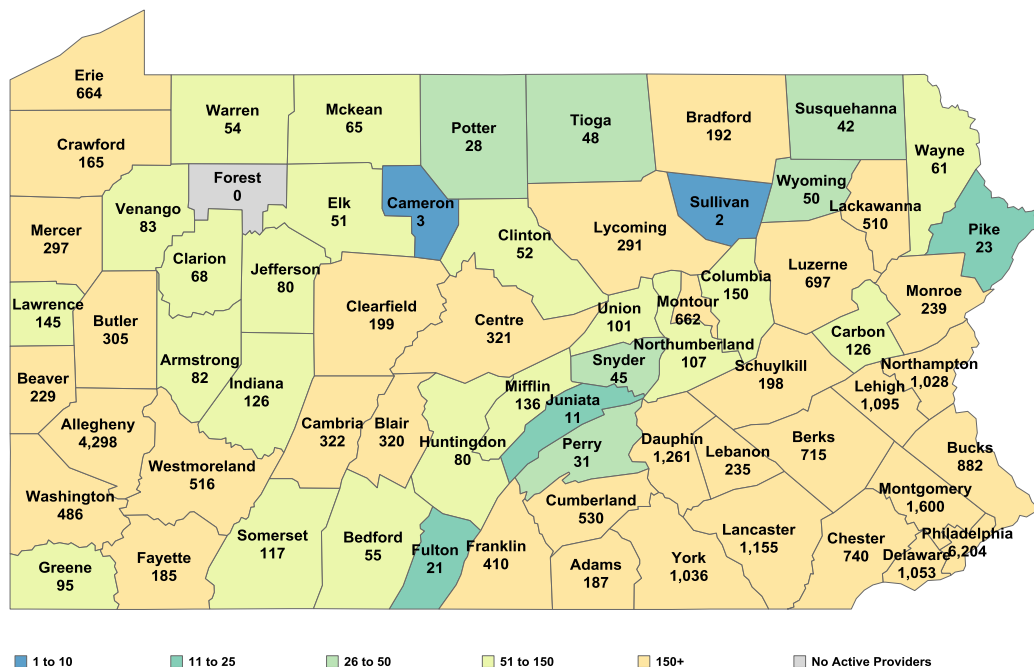 Erie
664
Crawford
165
Warren
54
Mckean
65
Potter
28
Tioga
48
Bradford
192
Susquehanna
42
Wayne
61
Forest
0
Venango
83
Elk
51
Cameron
3
Sullivan
2
Wyoming
50
Lackawanna
510
Pike
23
Mercer
297
Clarion
68
Jefferson
80
Clinton
52
Lycoming
291
Columbia
150
Luzerne
697
Monroe
239
Lawrence
145
Butler
305
Clearfield
199
Centre
321
Union
101
Montour
662
Carbon
126
Armstrong
82
Indiana
126
Snyder
45
Northumberland
107
Schuylkill
198
Northampton
1,028
Lehigh
1,095
Beaver
229
Mifflin
136
Juniata
11
Allegheny
4,298
Cambria
322
Blair
320
Huntingdon
80
Perry
31
Dauphin
1,261
Lebanon
235
Berks
715
Bucks
882
Westmoreland
516
Washington
486
Montgomery
1,600
Cumberland
530
Lancaster
1,155
Chester
740
Philadelphia
6,204
Delaware
1,053
Greene
95
Fayette
185
Somerset
117
Bedford
55
Fulton
21
Franklin
410
Adams
187
York
1,036
1 to 10
11 to 25
26 to 50
51 to 150
150+
No Active Providers